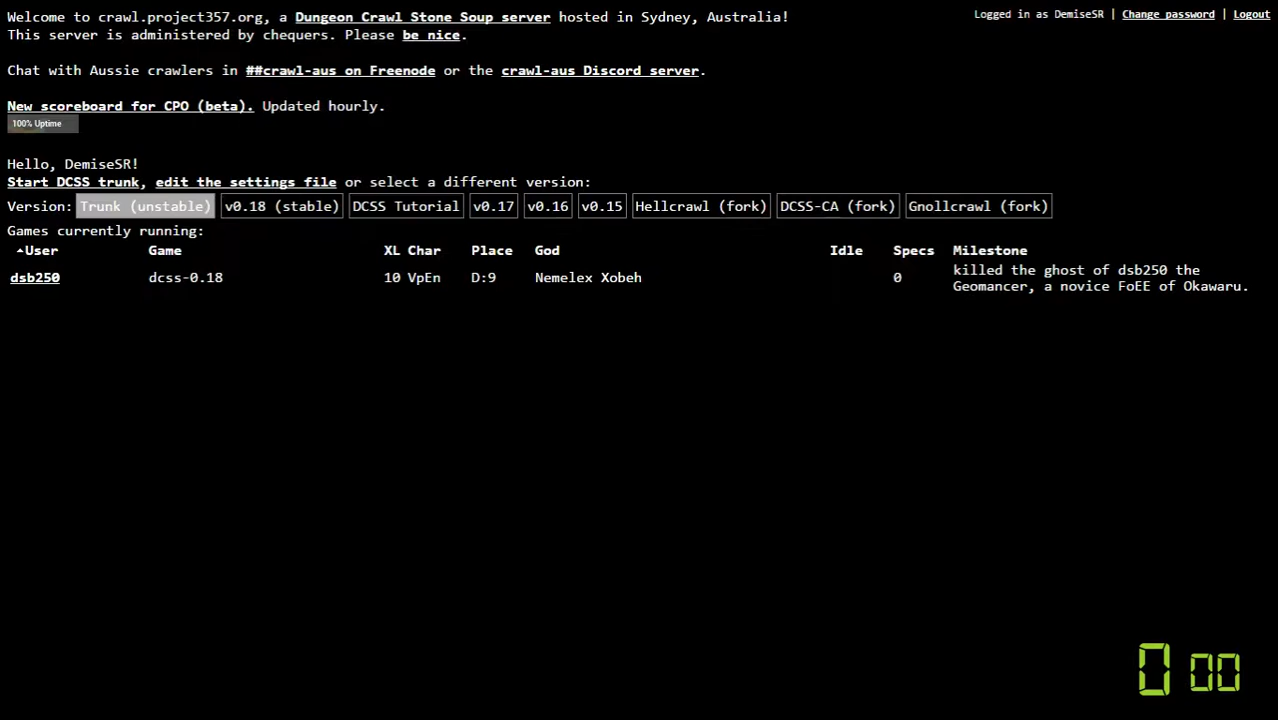 Welcome to crawl.project357.org, a Dungeon Crawl Stone Soup server hosted in Sydney, Australia!
Logged in as DemiseSR | Change password | Logout
This server is administered by chequers. Please be nice.
Chat with Aussie crawlers in ##crawl-aus on Freenode or the crawl-aus Discord server.
New scoreboard for CPO (beta). Updated hourly.
100% Uptime
Hello, DemiseSR!
Start DCSS trunk, edit the settings file or select a different version:
Version: Trunk (unstable) v0.18 (stable) DCSS Tutorial v0.17 v0.16 v0.15 Hellcrawl (fork) DCSS-CA (fork) Gnollcrawl (fork)
Games currently running:
User Game XL Char Place God Idle Specs Milestone
dsb250 dcss-0.18 10 VpEn D:9 Nemelex Xobeh 0 killed the ghost of dsb250 the
Geomancer, a novice FoEE of Okawaru.
0 00